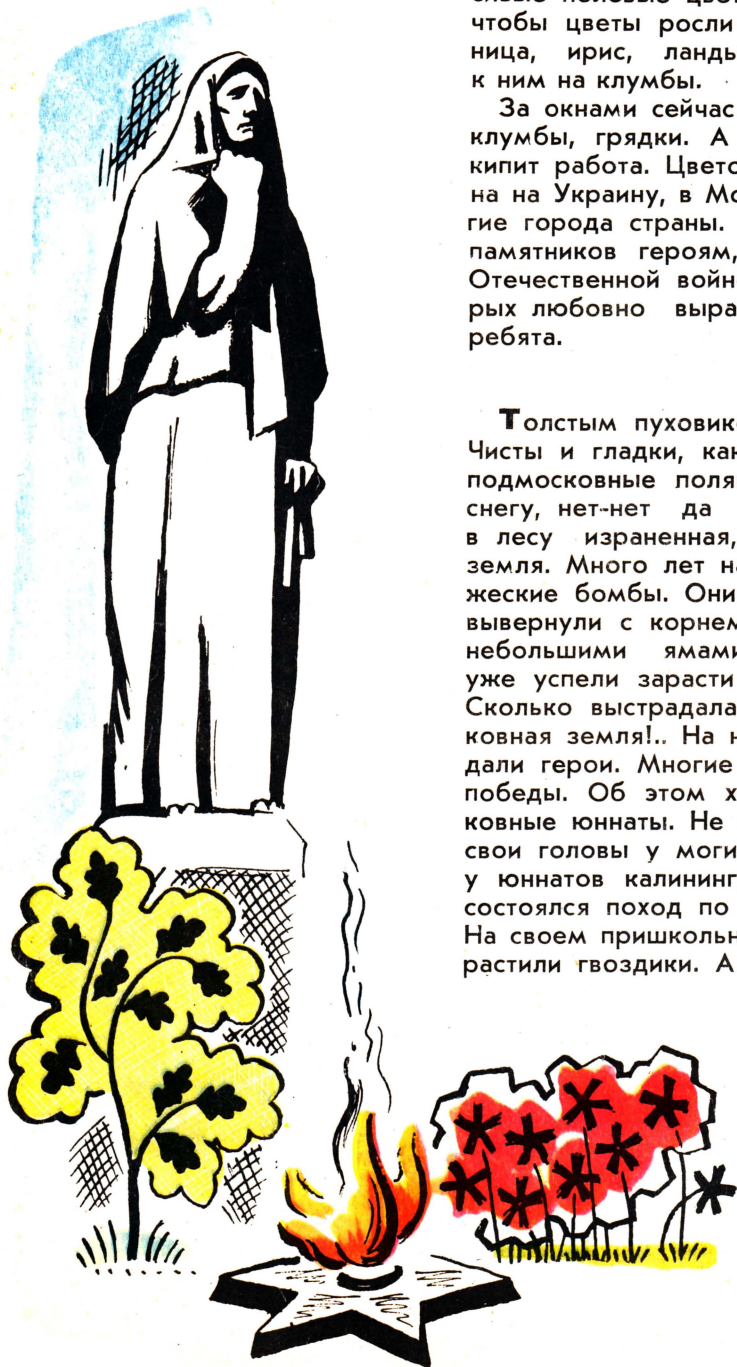 чтобы цветы росли
ница, ирис, ланды
к ним на клумбы.
За окнами сейчас
клумбы, грядки. А
кипит работа. Цвето
на на Украину, в Мо
гие города страны.
памятников героям,
Отечественной войн
рых любовно выра
ребята.
Толстым пуховик
Чисты и гладки, как
подмосковные поля
снегу, нет-нет да
в лесу израненная,
земля. Много лет н
жеские бомбы. Они
вывернули с корнем
небольшими ямами
уже успели зарасти
Сколько выстрадала
ковная земля!.. На н
дали герои. Многие
победы. Об этом х
ковные юннаты. Не
свои головы у моги
у юннатов калининг
состоялся поход по
На своем пришкольн
растили гвоздики. А